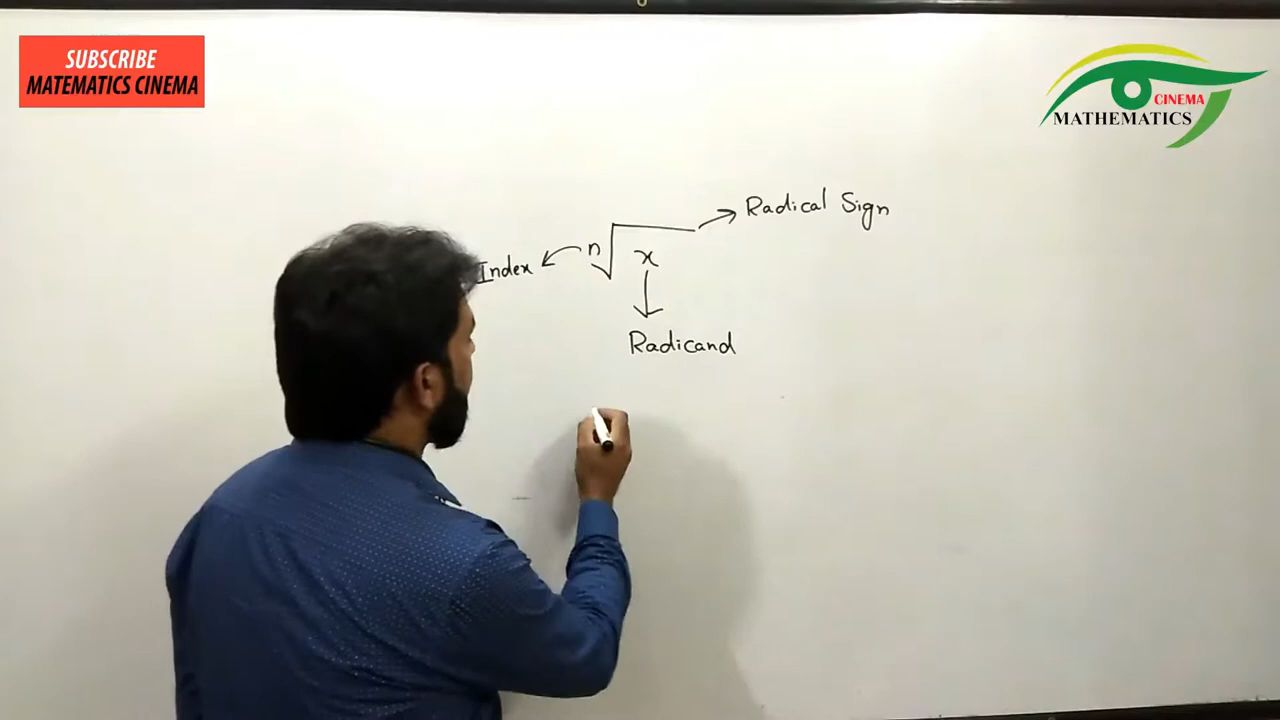 SUBSCRIBE
MATEMATICS CINEMA
CINEMA
MATHEMATICS
Radical Sign
n
x
Index
Radicand